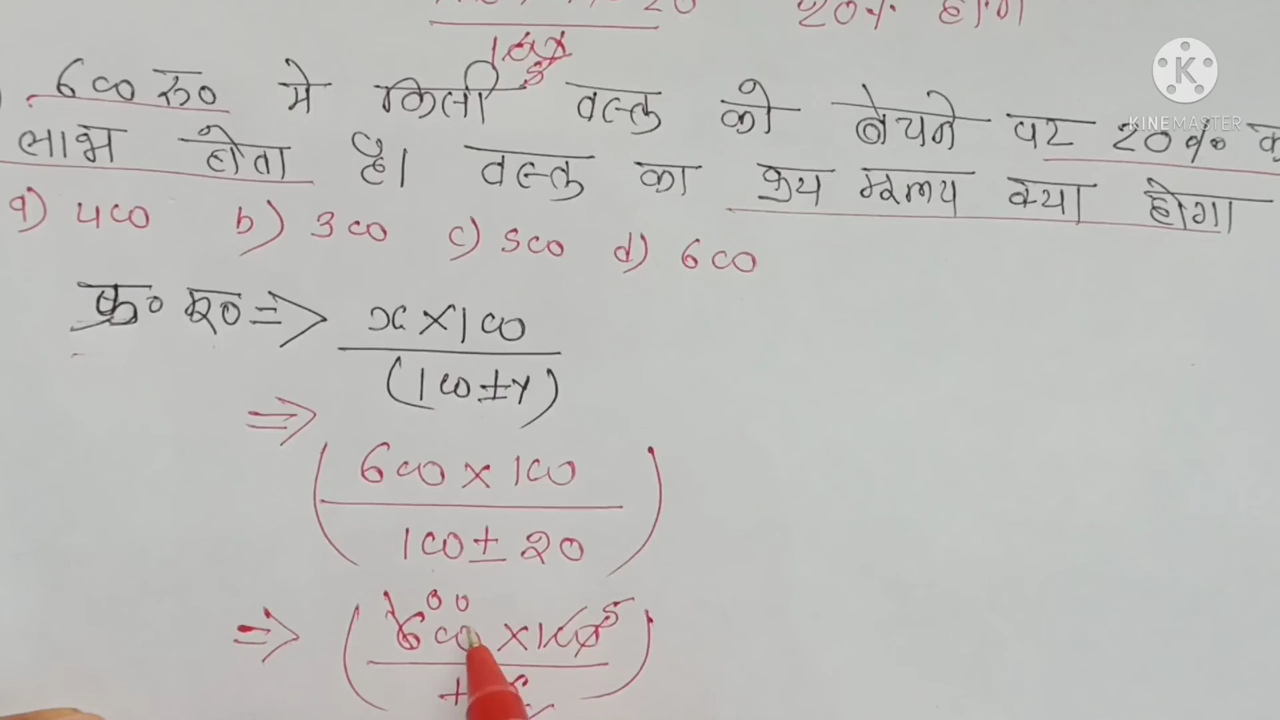 20% होगा
600 रु० मे किसी वस्तु को बेचने पर 20%
लाभ होता है। वस्तु का क्रय मूल्य क्या होगा
a) 400 b) 300 c) 500 d) 600
क्र० मू० => x×100
(100±y)
=>
(600×100
100±20)
=> (600 ×100
K
KINEMASTER